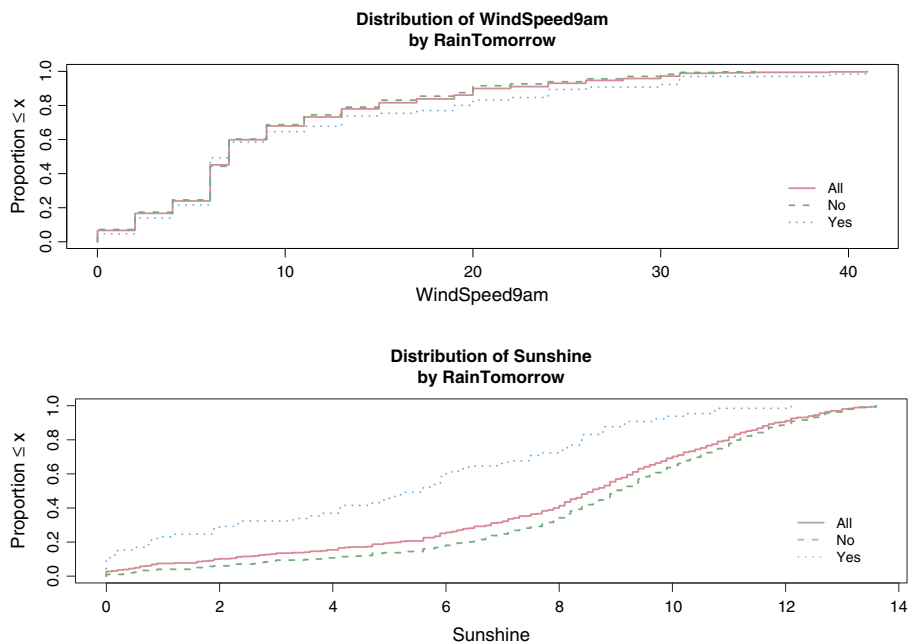 Distribution of WindSpeed9am
by RainTomorrow
Proportion ≤ x
1.0
0.8
0.6
0.4
0.2
0.0
All
No
Yes
0 10 20 30 40
WindSpeed9am
Distribution of Sunshine
by RainTomorrow
Proportion ≤ x
1.0
0.8
0.6
0.4
0.2
0.0
All
No
Yes
0 2 4 6 8 10 12 14
Sunshine